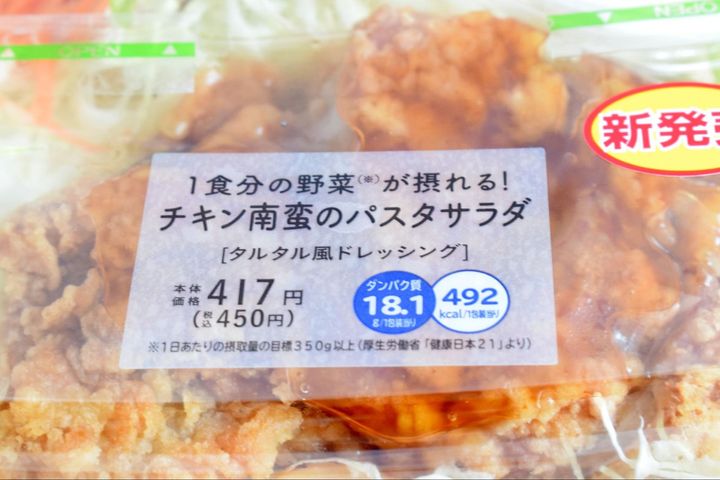 OPEN
OPEN
新発売
1食分の野菜(※)が摂れる!
チキン南蛮のパスタサラダ
[タルタル風ドレッシング]
本体価格 417円
(税込 450円)
タンパク質
18.1
g/1包装当り
492
kcal/1包装当り
※1日あたりの摂取量の目標350g以上(厚生労働省「健康日本21」より)